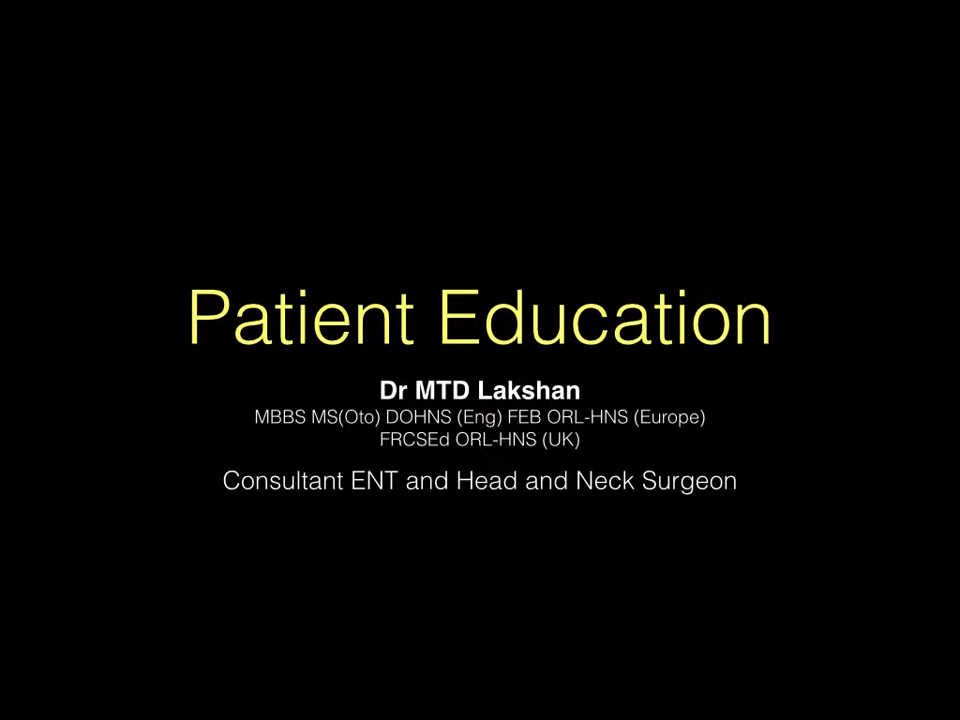 Patient Education
Dr MTD Lakshan
MBBS MS(Oto) DOHNS (Eng) FEB ORL-HNS (Europe)
FRCSEd ORL-HNS (UK)
Consultant ENT and Head and Neck Surgeon